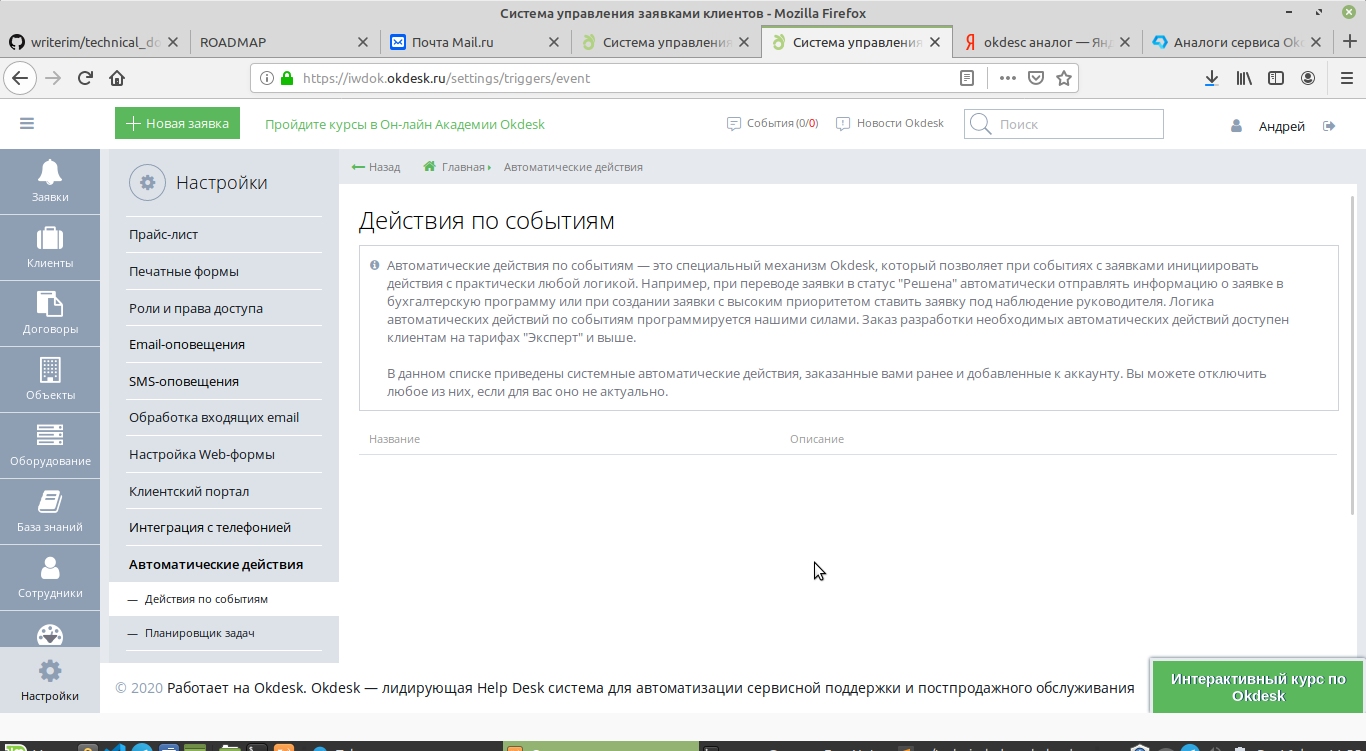 Система управления заявками клиентов - Mozilla Firefox
writerim/technical_do
ROADMAP
Почта Mail.ru
Система управления
Система управления
okdesc аналог — Ян
Аналоги сервиса Ok
https://iwdok.okdesk.ru/settings/triggers/event
Новая заявка
Пройдите курсы в Он-лайн Академии Okdesk
События (0/0)
Новости Okdesk
Поиск
Андрей
Заявки
Клиенты
Договоры
Объекты
Оборудование
База знаний
Сотрудники
Настройки
Настройки
Прайс-лист
Печатные формы
Роли и права доступа
Email-оповещения
SMS-оповещения
Обработка входящих email
Настройка Web-формы
Клиентский портал
Интеграция с телефонией
Автоматические действия
— Действия по событиям
— Планировщик задач
Назад
Главная
Автоматические действия
Действия по событиям
Автоматические действия по событиям — это специальный механизм Okdesk, который позволяет при событиях с заявками инициировать
действия с практически любой логикой. Например, при переводе заявки в статус "Решена" автоматически отправлять информацию о заявке в
бухгалтерскую программу или при создании заявки с высоким приоритетом ставить заявку под наблюдение руководителя. Логика
автоматических действий по событиям программируется нашими силами. Заказ разработки необходимых автоматических действий доступен
клиентам на тарифах "Эксперт" и выше.
В данном списке приведены системные автоматические действия, заказанные вами ранее и добавленные к аккаунту. Вы можете отключить
любое из них, если для вас оно не актуально.
Название
Описание
© 2020 Работает на Okdesk. Okdesk — лидирующая Help Desk система для автоматизации сервисной поддержки и постпродажного обслуживания
Интерактивный курс по
Okdesk